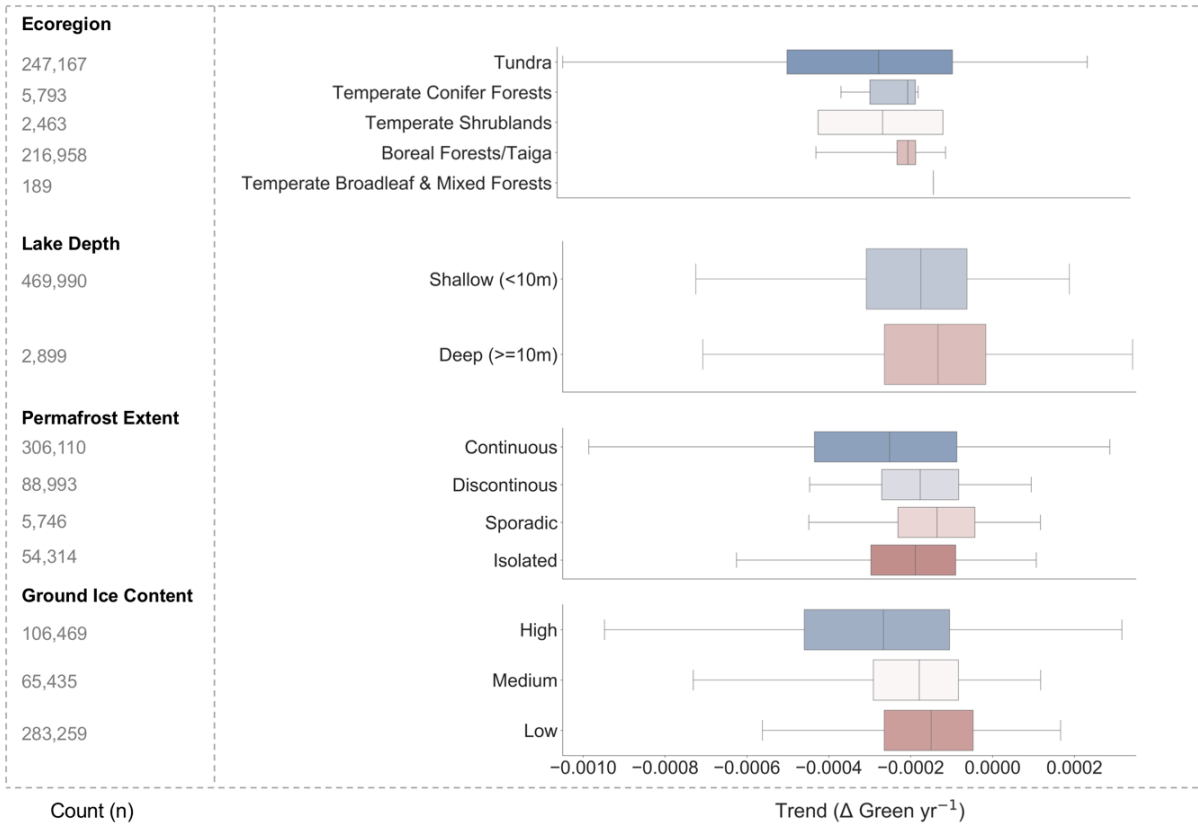 Ecoregion
247,167 Tundra
5,793 Temperate Conifer Forests
2,463 Temperate Shrublands
216,958 Boreal Forests/Taiga
189 Temperate Broadleaf & Mixed Forests
Lake Depth
469,990 Shallow (<10m)
2,899 Deep (>=10m)
Permafrost Extent
306,110 Continuous
88,993 Discontinous
5,746 Sporadic
54,314 Isolated
Ground Ice Content
106,469 High
65,435 Medium
283,259 Low
−0.0010 −0.0008 −0.0006 −0.0004 −0.0002 0.0000 0.0002
Count (n) Trend (Δ Green yr⁻¹)